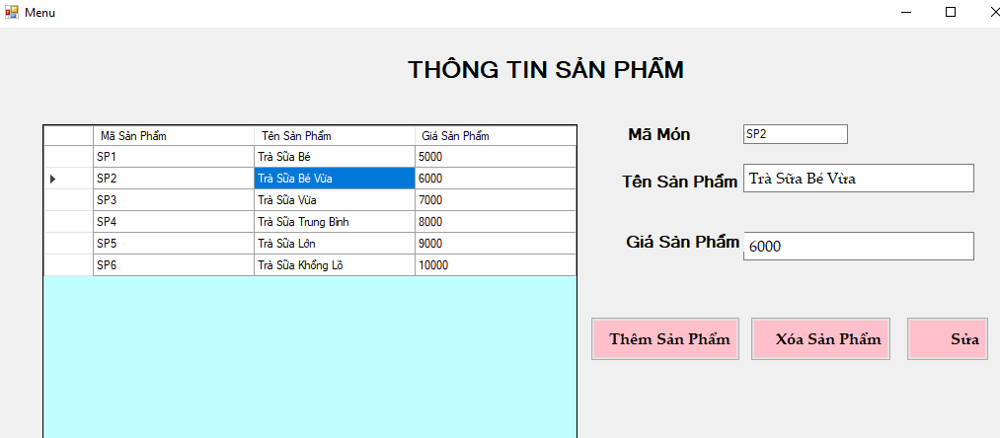 Menu
THÔNG TIN SẢN PHẨM
Mã Sản Phẩm Tên Sản Phẩm Giá Sản Phẩm
SP1 Trà Sữa Bé 5000
SP2 Trà Sữa Bé Vừa 6000
SP3 Trà Sữa Vừa 7000
SP4 Trà Sữa Trung Bình 8000
SP5 Trà Sữa Lớn 9000
SP6 Trà Sữa Khổng Lồ 10000
Mã Món SP2
Tên Sản Phẩm Trà Sữa Bé Vừa
Giá Sản Phẩm 6000
Thêm Sản Phẩm Xóa Sản Phẩm Sửa